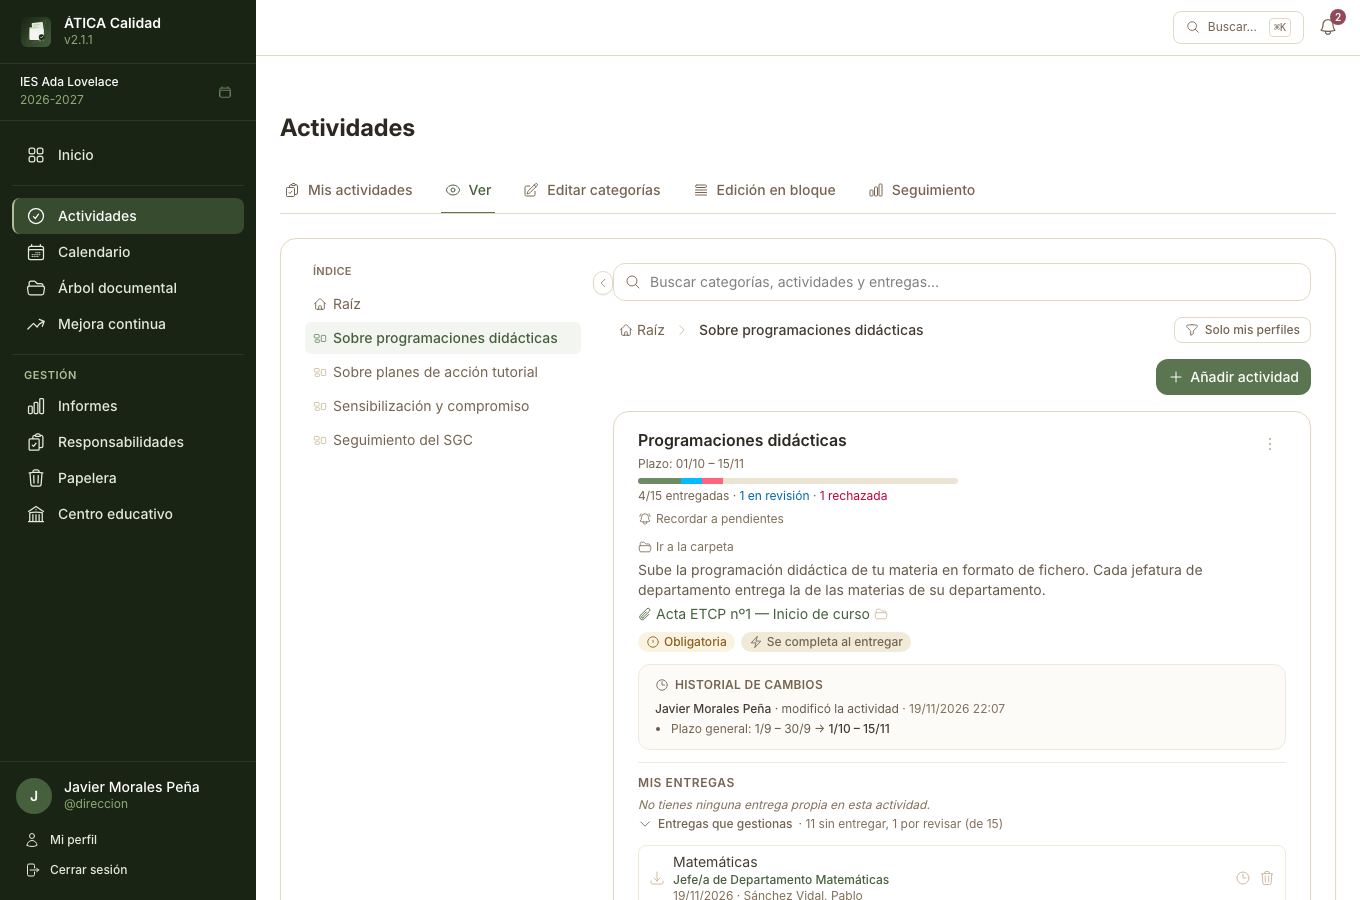 ÁTICA Calidad
v2.1.1
IES Ada Lovelace
2026-2027
Inicio
Actividades
Calendario
Árbol documental
Mejora continua
GESTIÓN
Informes
Responsabilidades
Papelera
Centro educativo
J
Javier Morales Peña
@direccion
Mi perfil
Cerrar sesión
Buscar...
⌘K
2
Actividades
Mis actividades
Ver
Editar categorías
Edición en bloque
Seguimiento
ÍNDICE
Raíz
Sobre programaciones didácticas
Sobre planes de acción tutorial
Sensibilización y compromiso
Seguimiento del SGC
Buscar categorías, actividades y entregas...
Raíz
Sobre programaciones didácticas
Solo mis perfiles
Añadir actividad
Programaciones didácticas
Plazo: 01/10 – 15/11
4/15 entregadas · 1 en revisión · 1 rechazada
Recordar a pendientes
Ir a la carpeta
Sube la programación didáctica de tu materia en formato de fichero. Cada jefatura de
departamento entrega la de las materias de su departamento.
Acta ETCP nº1 — Inicio de curso
Obligatoria
Se completa al entregar
HISTORIAL DE CAMBIOS
Javier Morales Peña · modificó la actividad · 19/11/2026 22:07
• Plazo general: 1/9 – 30/9 → 1/10 – 15/11
MIS ENTREGAS
No tienes ninguna entrega propia en esta actividad.
Entregas que gestionas · 11 sin entregar, 1 por revisar (de 15)
Matemáticas
Jefe/a de Departamento Matemáticas
19/11/2026 · Sánchez Vidal, Pablo